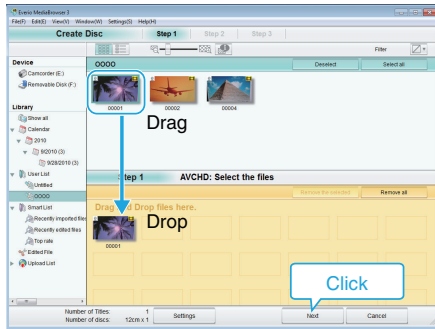 Everio MediaBrowser 3
File(F) Edit(E) View(V) Window(W) Settings(S) Help(H)
Create Disc Step 1 Step 2 Step 3
Filter
Device
Camcorder (E:)
Removable Disk (F:)
Library
Show all
Calendar
2010
9/2010 (3)
9/28/2010 (3)
User List
Untitled
OOOO
Smart List
Recently imported files
Recently edited files
Top rate
Edited File
Upload List
OOOO Deselect Select all
00001 00002 00004
Drag
Step 1 AVCHD: Select the files
Remove the selected Remove all
Drag and Drop files here.
Drop
00001
Click
Number of Titles: 1
Number of discs: 12cm x 1
Settings Next Cancel